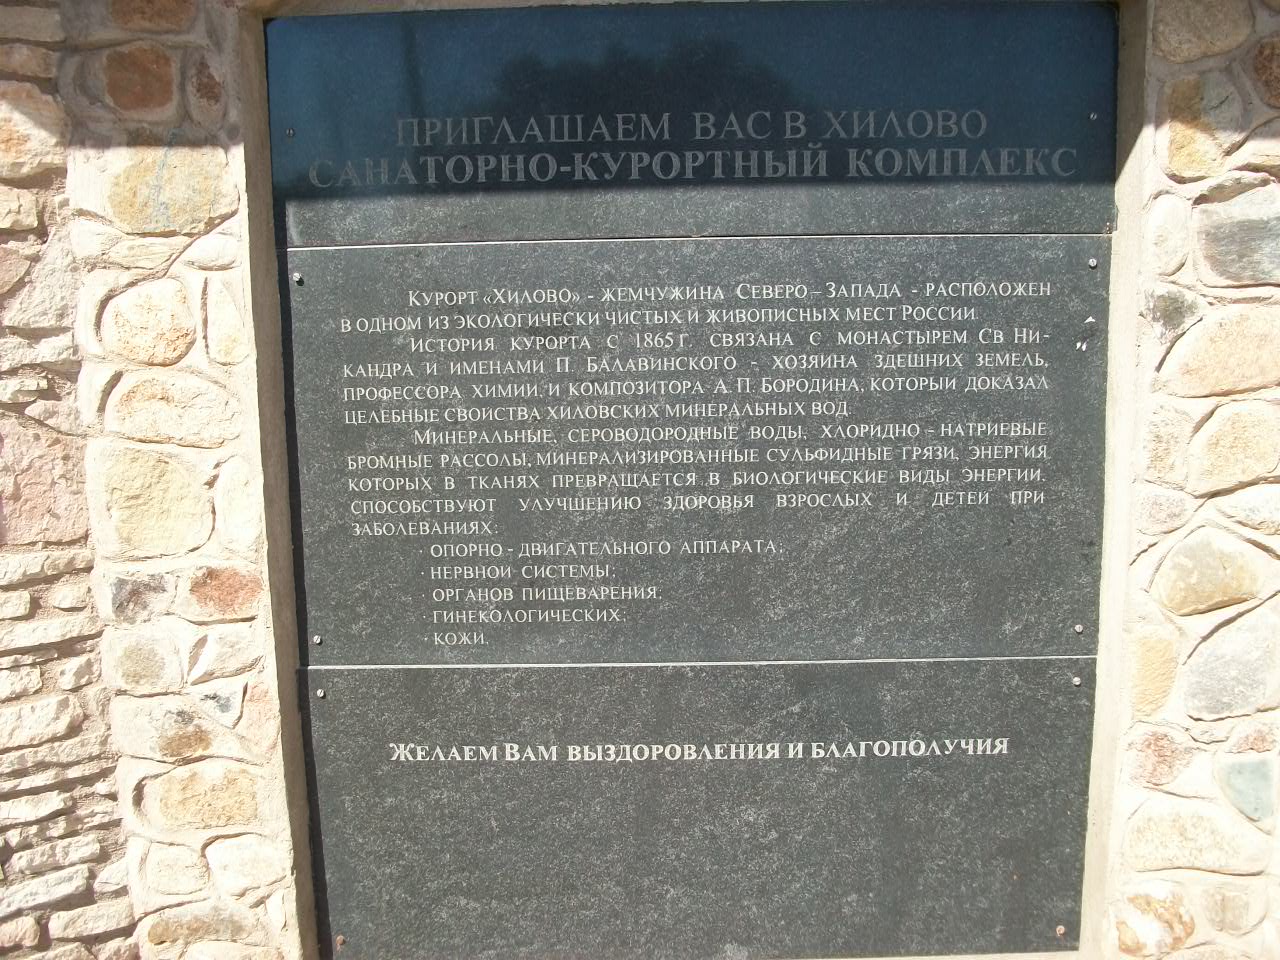 ПРИГЛАШАЕМ ВАС В ХИЛОВО
САНАТОРНО-КУРОРТНЫЙ КОМПЛЕКС
КУРОРТ «ХИЛОВО» - ЖЕМЧУЖИНА СЕВЕРО-ЗАПАДА - РАСПОЛОЖЕН
В ОДНОМ ИЗ ЭКОЛОГИЧЕСКИ ЧИСТЫХ И ЖИВОПИСНЫХ МЕСТ РОССИИ.
ИСТОРИЯ КУРОРТА С 1865 Г. СВЯЗАНА С МОНАСТЫРЕМ СВ НИ-
КАНДРА И ИМЕНАМИ П. БАЛАВИНСКОГО - ХОЗЯИНА ЗДЕШНИХ ЗЕМЕЛЬ,
ПРОФЕССОРА ХИМИИ И КОМПОЗИТОРА А. П. БОРОДИНА, КОТОРЫЙ ДОКАЗАЛ
ЦЕЛЕБНЫЕ СВОЙСТВА ХИЛОВСКИХ МИНЕРАЛЬНЫХ ВОД.
МИНЕРАЛЬНЫЕ, СЕРОВОДОРОДНЫЕ ВОДЫ, ХЛОРИДНО-НАТРИЕВЫЕ
БРОМНЫЕ РАССОЛЫ, МИНЕРАЛИЗИРОВАННЫЕ СУЛЬФИДНЫЕ ГРЯЗИ, ЭНЕРГИЯ
КОТОРЫХ В ТКАНЯХ ПРЕВРАЩАЕТСЯ В БИОЛОГИЧЕСКИЕ ВИДЫ ЭНЕРГИИ,
СПОСОБСТВУЮТ УЛУЧШЕНИЮ ЗДОРОВЬЯ ВЗРОСЛЫХ И ДЕТЕЙ ПРИ
ЗАБОЛЕВАНИЯХ:
· ОПОРНО-ДВИГАТЕЛЬНОГО АППАРАТА;
· НЕРВНОЙ СИСТЕМЫ;
· ОРГАНОВ ПИЩЕВАРЕНИЯ;
· ГИНЕКОЛОГИЧЕСКИХ;
· КОЖИ.
ЖЕЛАЕМ ВАМ ВЫЗДОРОВЛЕНИЯ И БЛАГОПОЛУЧИЯ